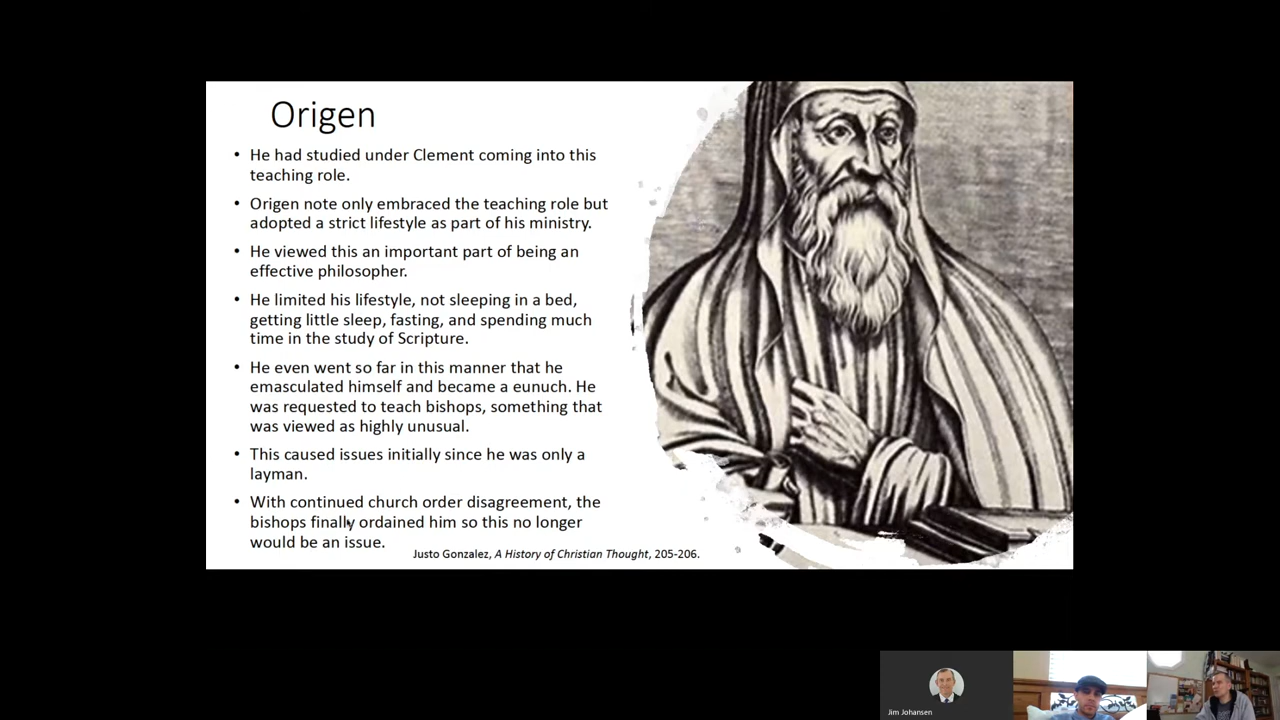 Origen
• He had studied under Clement coming into this
teaching role.
• Origen note only embraced the teaching role but
adopted a strict lifestyle as part of his ministry.
• He viewed this an important part of being an
effective philosopher.
• He limited his lifestyle, not sleeping in a bed,
getting little sleep, fasting, and spending much
time in the study of Scripture.
• He even went so far in this manner that he
emasculated himself and became a eunuch. He
was requested to teach bishops, something that
was viewed as highly unusual.
• This caused issues initially since he was only a
layman.
• With continued church order disagreement, the
bishops finally ordained him so this no longer
would be an issue.
Justo Gonzalez, A History of Christian Thought, 205-206.
Jim Johansen